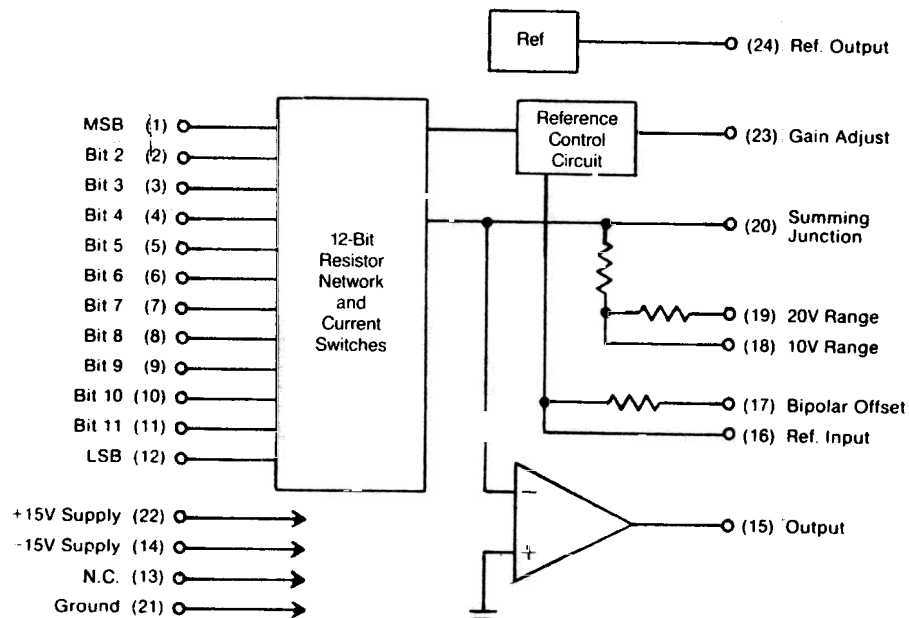 Ref
(24) Ref. Output
MSB (1)
Bit 2 (2)
Bit 3 (3)
Bit 4 (4)
Bit 5 (5)
Bit 6 (6)
Bit 7 (7)
Bit 8 (8)
Bit 9 (9)
Bit 10 (10)
Bit 11 (11)
LSB (12)
12-Bit
Resistor
Network
and
Current
Switches
Reference
Control
Circuit
(23) Gain Adjust
(20) Summing
Junction
(19) 20V Range
(18) 10V Range
(17) Bipolar Offset
(16) Ref. Input
−
+
(15) Output
+15V Supply (22)
-15V Supply (14)
N.C. (13)
Ground (21)